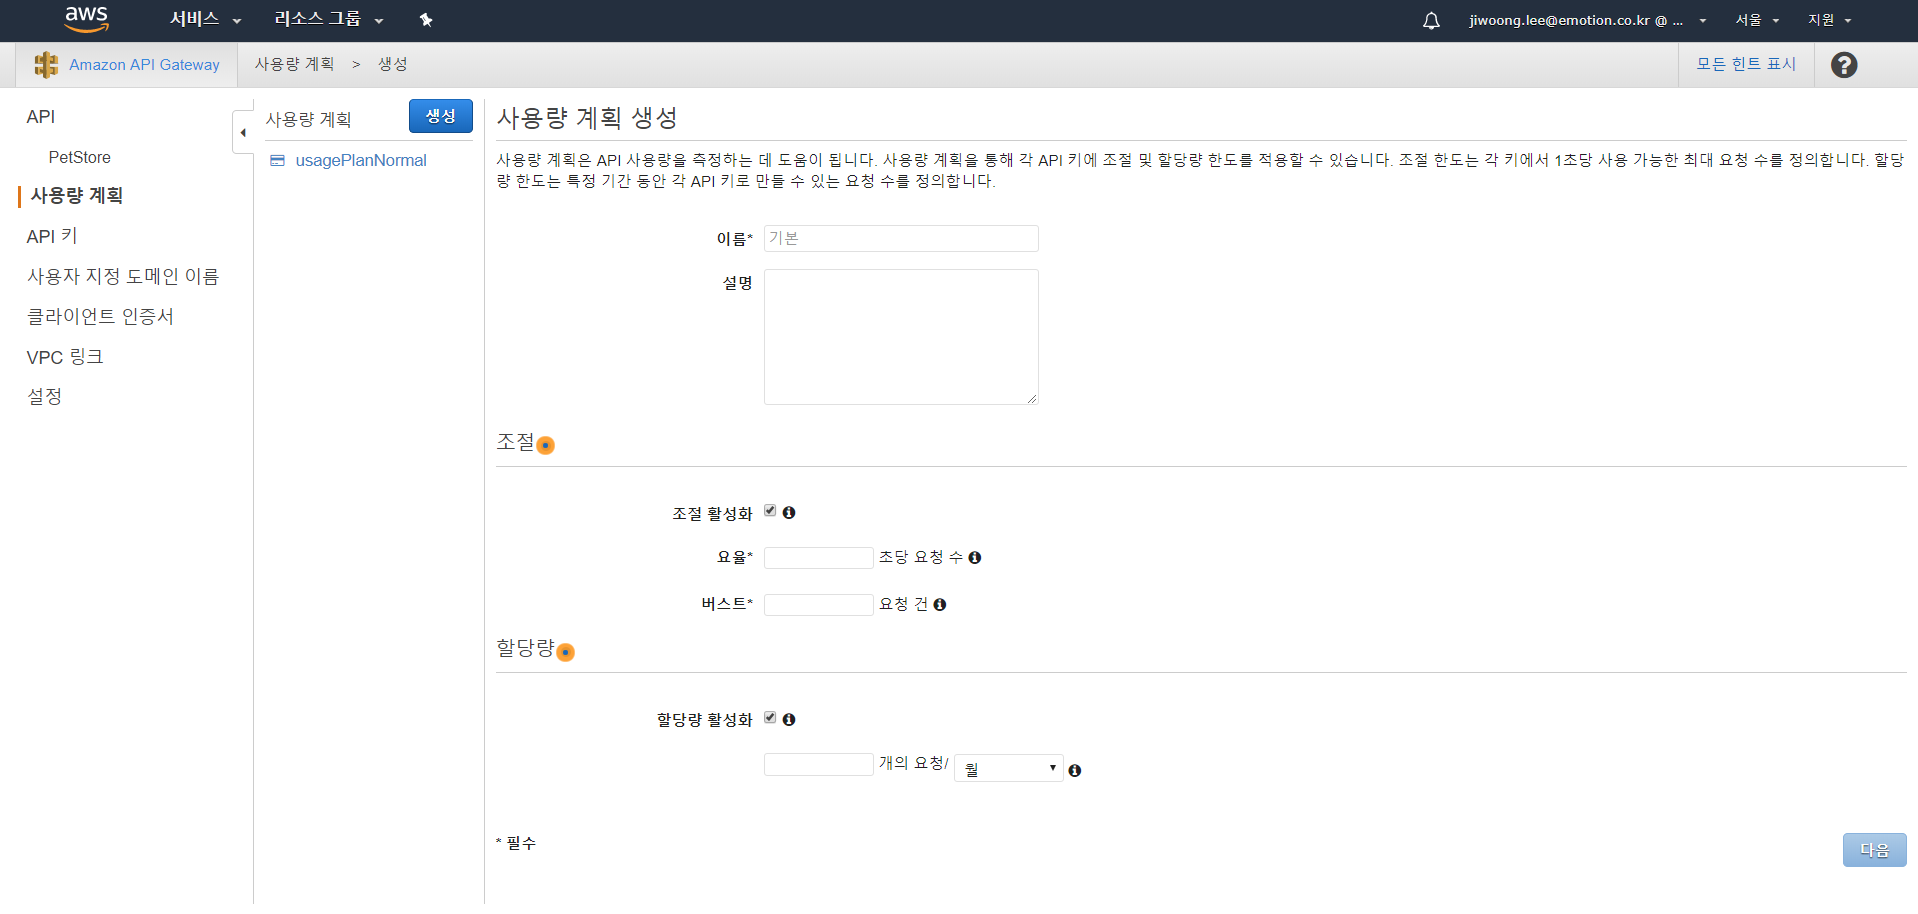 aws 서비스 리소스 그룹 jiwoong.lee@emotion.co.kr @ ... 서울 지원
Amazon API Gateway 사용량 계획 > 생성 모든 힌트 표시
API
PetStore
사용량 계획
API 키
사용자 지정 도메인 이름
클라이언트 인증서
VPC 링크
설정
사용량 계획 생성
usagePlanNormal
사용량 계획 생성
사용량 계획은 API 사용량을 측정하는 데 도움이 됩니다. 사용량 계획을 통해 각 API 키에 조절 및 할당량 한도를 적용할 수 있습니다. 조절 한도는 각 키에서 1초당 사용 가능한 최대 요청 수를 정의합니다. 할당
량 한도는 특정 기간 동안 각 API 키로 만들 수 있는 요청 수를 정의합니다.
이름* 기본
설명
조절
조절 활성화
요율* 초당 요청 수
버스트* 요청 건
할당량
할당량 활성화
개의 요청/ 월
* 필수
다음